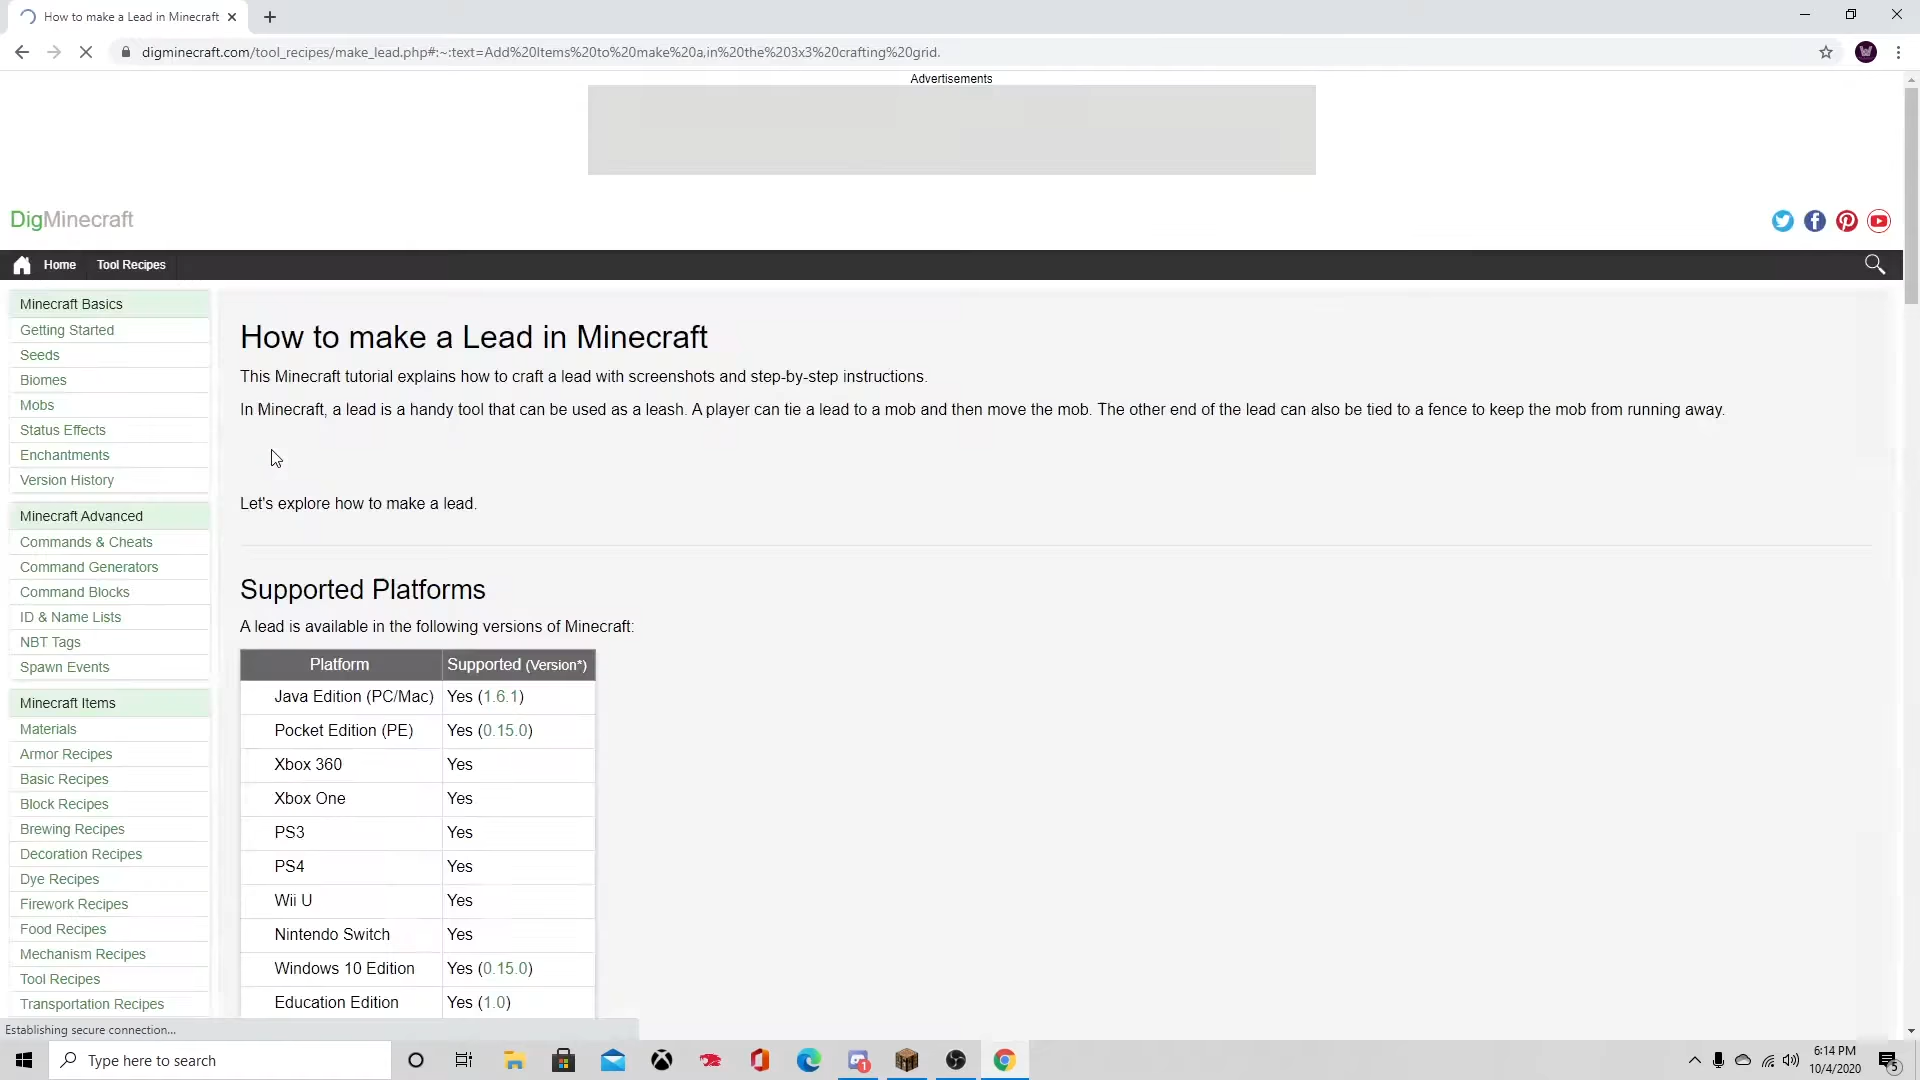 How to make a Lead in Minecraft
digminecraft.com/tool_recipes/make_lead.php#:~:text=Add%20Items%20to%20make%20a,in%20the%203x3%20crafting%20grid.
Advertisements
DigMinecraft
Home Tool Recipes
Minecraft Basics
Getting Started
Seeds
Biomes
Mobs
Status Effects
Enchantments
Version History
Minecraft Advanced
Commands & Cheats
Command Generators
Command Blocks
ID & Name Lists
NBT Tags
Spawn Events
Minecraft Items
Materials
Armor Recipes
Basic Recipes
Block Recipes
Brewing Recipes
Decoration Recipes
Dye Recipes
Firework Recipes
Food Recipes
Mechanism Recipes
Tool Recipes
Transportation Recipes
How to make a Lead in Minecraft
This Minecraft tutorial explains how to craft a lead with screenshots and step-by-step instructions.
In Minecraft, a lead is a handy tool that can be used as a leash. A player can tie a lead to a mob and then move the mob. The other end of the lead can also be tied to a fence to keep the mob from running away.
Let's explore how to make a lead.
Supported Platforms
A lead is available in the following versions of Minecraft:
Platform Supported (Version*)
Java Edition (PC/Mac) Yes (1.6.1)
Pocket Edition (PE) Yes (0.15.0)
Xbox 360 Yes
Xbox One Yes
PS3 Yes
PS4 Yes
Wii U Yes
Nintendo Switch Yes
Windows 10 Edition Yes (0.15.0)
Education Edition Yes (1.0)
Establishing secure connection...
Type here to search
1
6:14 PM
10/4/2020
5